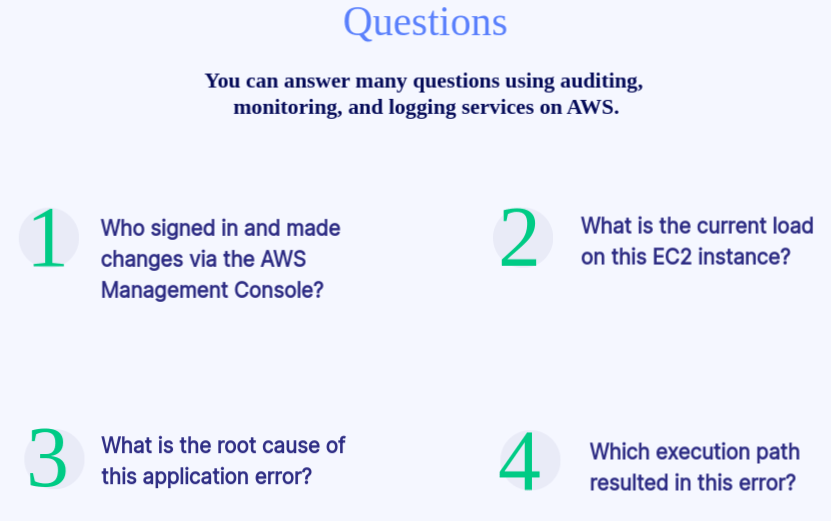 Questions
You can answer many questions using auditing,
monitoring, and logging services on AWS.
1
Who signed in and made
changes via the AWS
Management Console?
2
What is the current load
on this EC2 instance?
3
What is the root cause of
this application error?
4
Which execution path
resulted in this error?